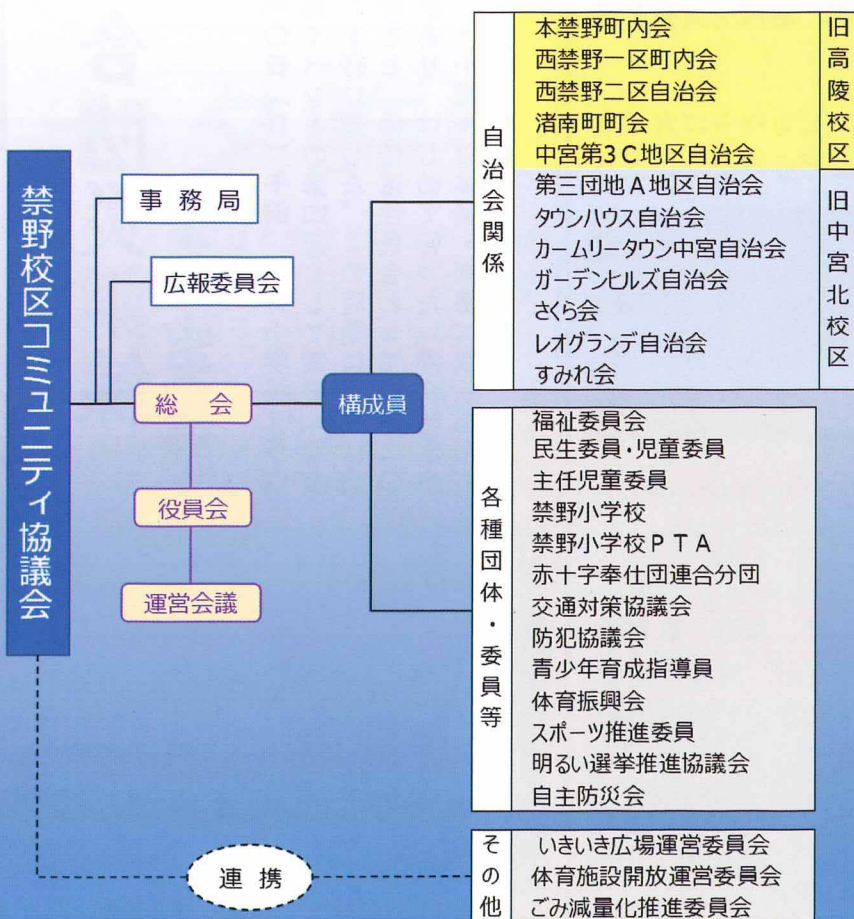 禁野校区コミュニティ協議会
事務局
広報委員会
総　会
役員会
運営会議
構成員
連　携
自治会関係
本禁野町内会
西禁野一区町内会
西禁野二区自治会
渚南町町会
中宮第3C地区自治会
旧高陵校区
第三団地A地区自治会
タウンハウス自治会
カームリータウン中宮自治会
ガーデンヒルズ自治会
さくら会
レオグランデ自治会
すみれ会
旧中宮北校区
各種団体・委員等
福祉委員会
民生委員・児童委員
主任児童委員
禁野小学校
禁野小学校PTA
赤十字奉仕団連合分団
交通対策協議会
防犯協議会
青少年育成指導員
体育振興会
スポーツ推進委員
明るい選挙推進協議会
自主防災会
その他
いきいき広場運営委員会
体育施設開放運営委員会
ごみ減量化推進委員会